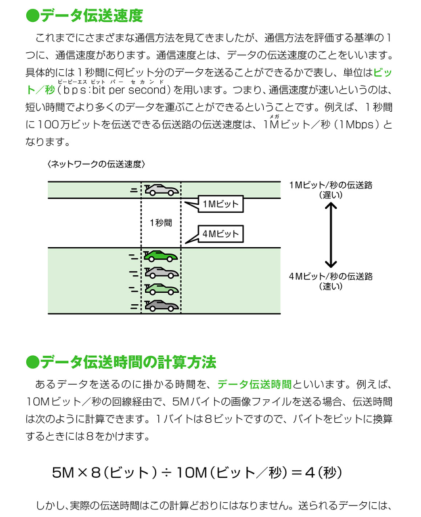 ●データ伝送速度
これまでにさまざまな通信方法を見てきましたが、通信方法を評価する基準の1
つに、通信速度があります。通信速度とは、データの伝送速度のことをいいます。
具体的には1秒間に何ビット分のデータを送ることができるかで表し、単位はビッ
ビーピーエス ビット パー セカンド
ト／秒（bps：bit per second）を用います。つまり、通信速度が速いというのは、
短い時間でより多くのデータを運ぶことができるということです。例えば、1秒間
メガ
に100万ビットを伝送できる伝送路の伝送速度は、1Mビット／秒（1Mbps）と
なります。
〈ネットワークの伝送速度〉
1Mビット/秒の伝送路
（遅い）
1Mビット
1秒間
4Mビット
4Mビット/秒の伝送路
（速い）
●データ伝送時間の計算方法
あるデータを送るのに掛かる時間を、データ伝送時間といいます。例えば、
10Mビット／秒の回線経由で、5Mバイトの画像ファイルを送る場合、伝送時間
は次のように計算できます。1バイトは8ビットですので、バイトをビットに換算
するときには8をかけます。
5M×8（ビット）÷10M（ビット／秒）＝4（秒）
しかし、実際の伝送時間はこの計算どおりにはなりません。送られるデータには、